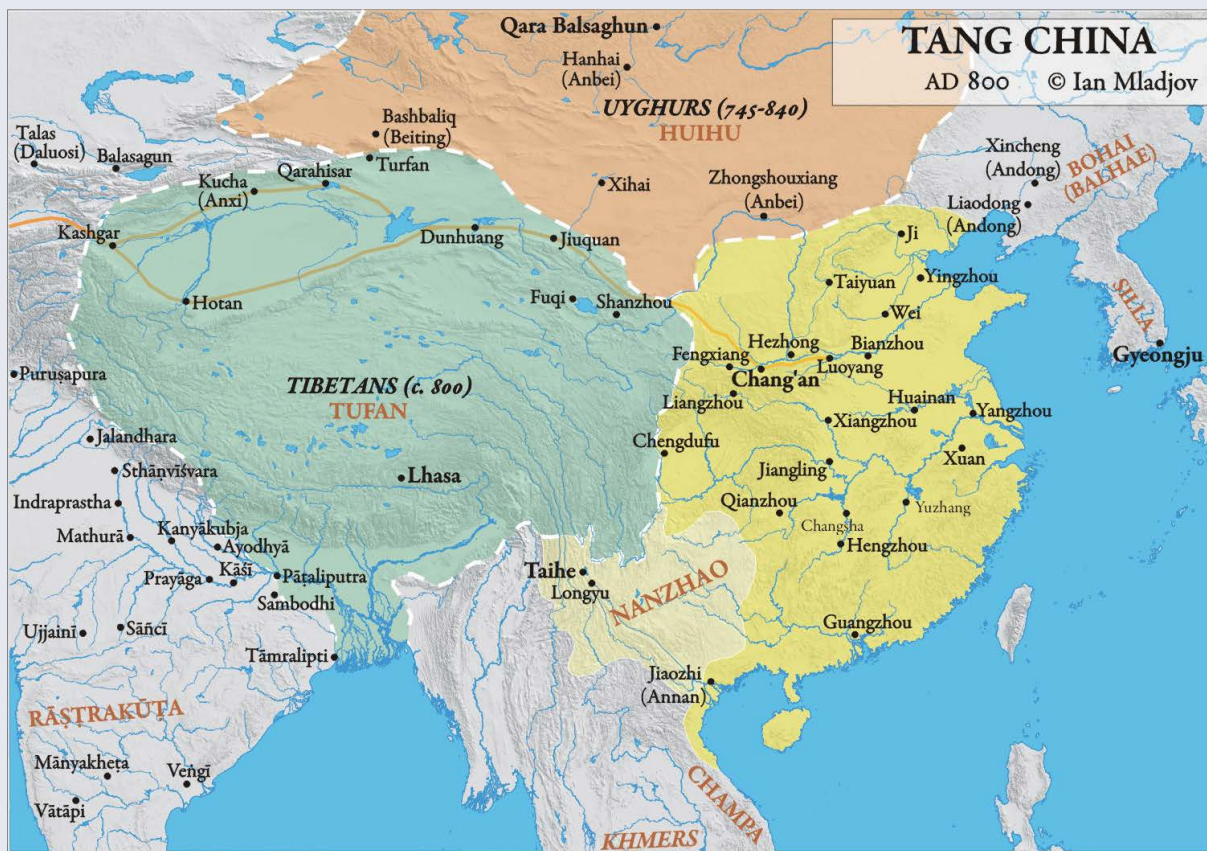 TANG CHINA
AD 800 © Ian Mladjov
Qara Balsaghun
Hanhai
(Anbei)
UYGHURS (745-840)
HUIHU
Bashbaliq
(Beiting)
Turfan
Talas
(Daluosi)
Balasagun
Qarahisar
Kucha
(Anxi)
Xihai
Zhongshouxiang
(Anbei)
Xincheng
(Andong)
BOHAI
(BALHAE)
Liaodong
(Andong)
Kashgar
Dunhuang
Jiuquan
Ji
Hotan
Fuqi
Shanzhou
Taiyuan
Yingzhou
SILLA
Wei
Gyeongju
Hezhong
Bianzhou
Fengxiang
Luoyang
Chang'an
Puruṣapura
TIBETANS (c. 800)
TUFAN
Liangzhou
Huainan
Yangzhou
Xiangzhou
Jalandhara
Chengdufu
Xuan
Sthāṇvīśvara
Lhasa
Jiangling
Indraprastha
Qianzhou
Changsha
Yuzhang
Mathurā
Kanyākubja
Ayodhyā
Hengzhou
Prayāga
Kāśī
Pāṭaliputra
Sambodhi
Taihe
Longyu
NANZHAO
Ujjainī
Sāñcī
Guangzhou
Tāmralipti
Jiaozhi
(Annan)
RĀṢṬRAKŪṬA
Mānyakheṭa
Veṅgī
Vātāpi
CHAMPA
KHMERS